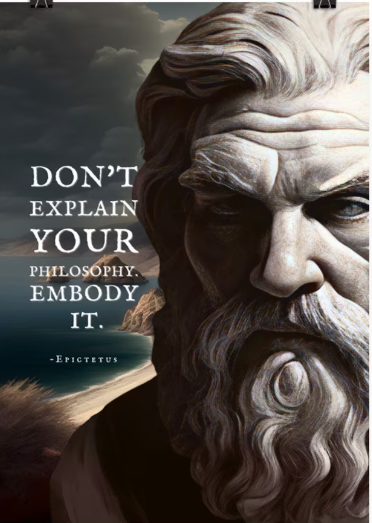 DON'T
EXPLAIN
YOUR
PHILOSOPHY.
EMBODY
IT.
-EPICTETUS